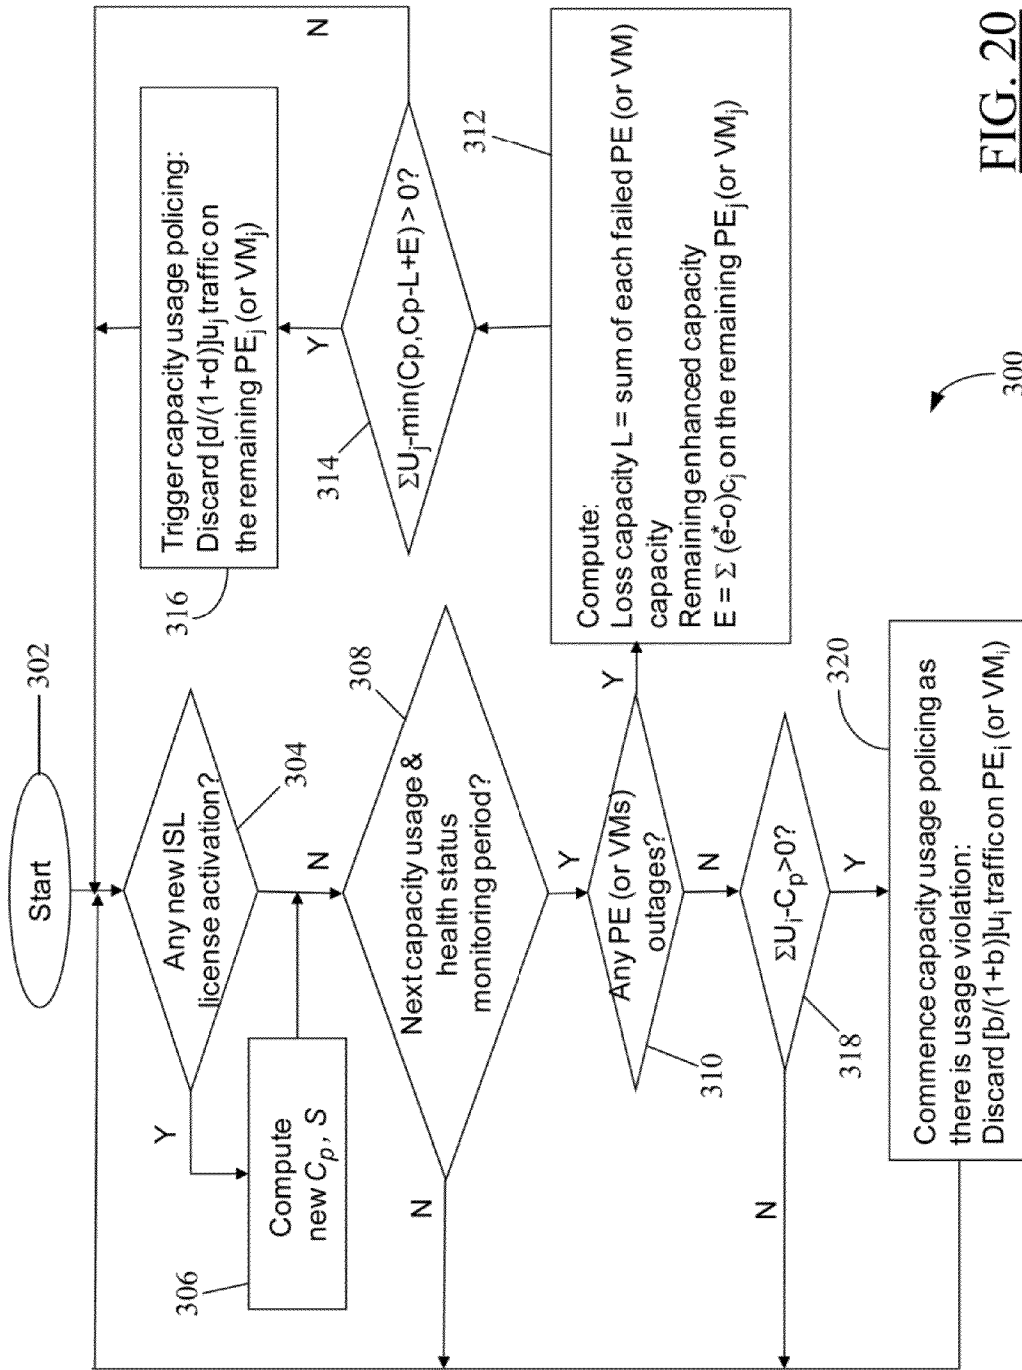 Start
302
Any new ISL
license activation?
304
Y
N
Compute
new Cp, S
306
Next capacity usage &
health status
monitoring period?
308
N
Y
Any PE (or VMs)
outages?
310
Y
N
Compute:
Loss capacity L = sum of each failed PE (or VM)
capacity
Remaining enhanced capacity
E = Σ (e*-o)cj on the remaining PEj (or VMj)
312
ΣUj-min(Cp,Cp-L+E) > 0?
314
N
Y
Trigger capacity usage policing:
Discard [d/(1+d)]uj traffic on
the remaining PEj (or VMj)
316
ΣUi-Cp>0?
318
N
Y
Commence capacity usage policing as
there is usage violation:
Discard [b/(1+b)]ui traffic on PEi (or VMi)
320
300
FIG. 20